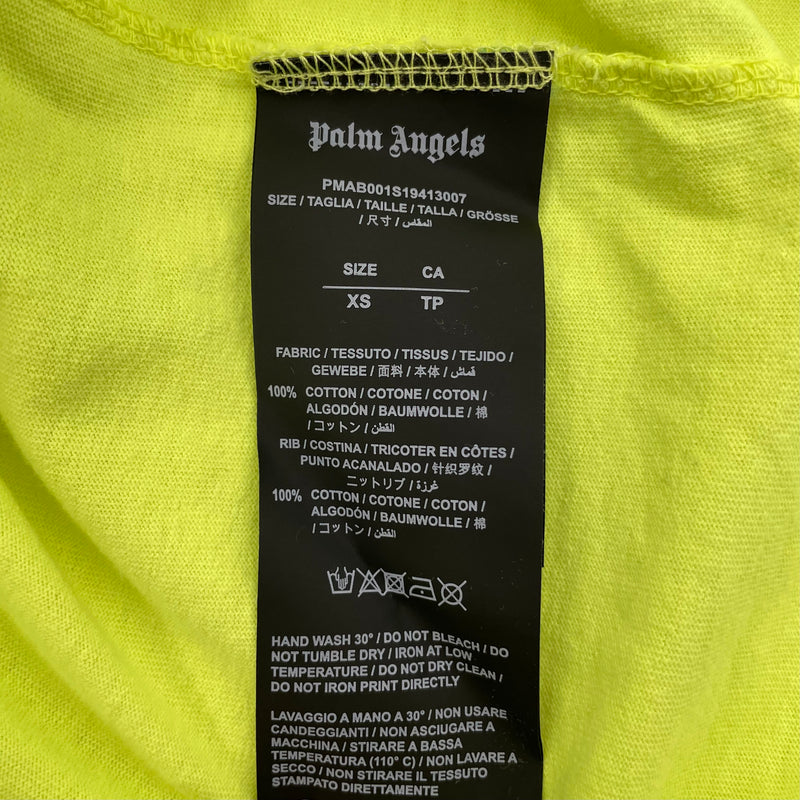 Palm Angels
PMAB001S19413007
SIZE / TAGLIA / TAILLE / TALLA / GRÖSSE
/ 尺寸 / المقاس
SIZE CA
XS TP
FABRIC / TESSUTO / TISSUS / TEJIDO /
GEWEBE / 面料 / 本体 / قماش
100% COTTON / COTONE / COTON /
ALGODÓN / BAUMWOLLE / 棉
/ コットン / القطن
RIB / COSTINA / TRICOTER EN CÔTES /
PUNTO ACANALADO / 针织罗纹 /
ニットリブ / غرزة
100% COTTON / COTONE / COTON /
ALGODÓN / BAUMWOLLE / 棉
/ コットン / القطن
HAND WASH 30° / DO NOT BLEACH / DO
NOT TUMBLE DRY / IRON AT LOW
TEMPERATURE / DO NOT DRY CLEAN /
DO NOT IRON PRINT DIRECTLY
LAVAGGIO A MANO A 30° / NON USARE
CANDEGGIANTI / NON ASCIUGARE A
MACCHINA / STIRARE A BASSA
TEMPERATURA (110° C) / NON LAVARE A
SECCO / NON STIRARE IL TESSUTO
STAMPATO DIRETTAMENTE